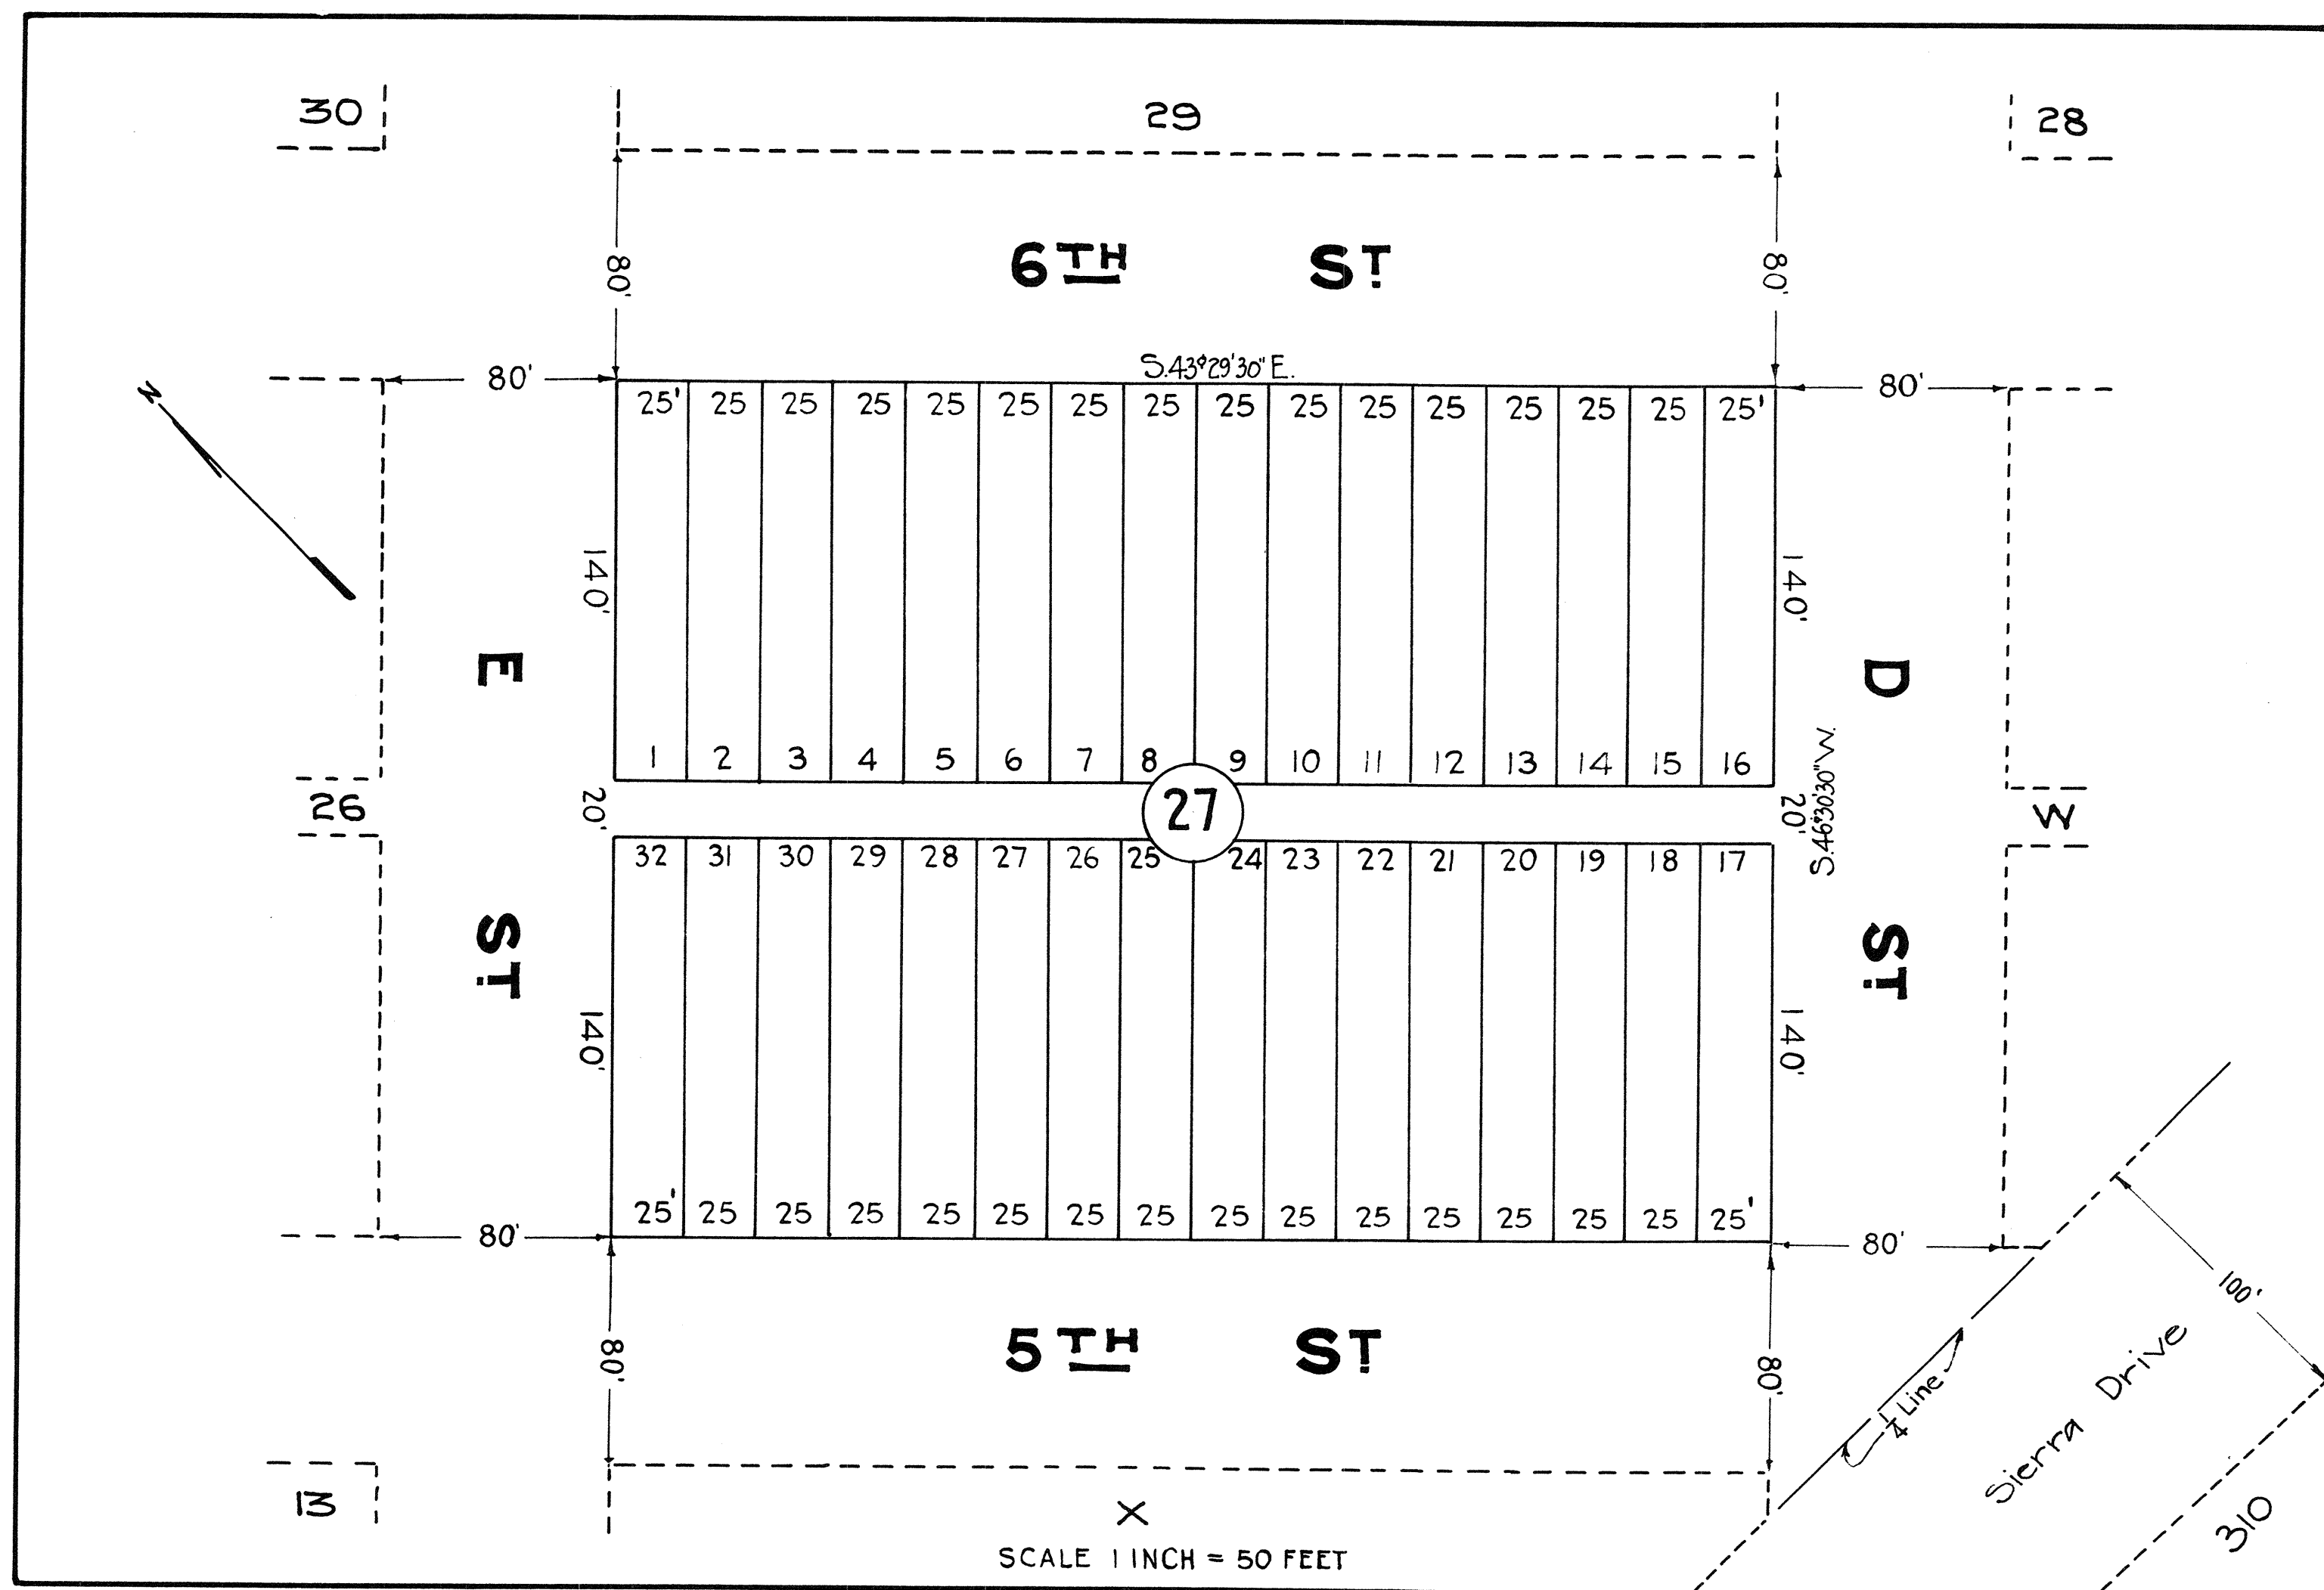 30
29
28
6TH ST
80'
80'
S.43°29'30"E.
80'
80'
N
25' 25 25 25 25 25 25 25 25 25 25 25 25 25 25 25'
140'
140'
E ST
D ST
1 2 3 4 5 6 7 8 9 10 11 12 13 14 15 16
26
20'
27
20'
S.46°30'30"W.
W
32 31 30 29 28 27 26 25 24 23 22 21 20 19 18 17
140'
140'
25' 25 25 25 25 25 25 25 25 25 25 25 25 25 25 25'
80'
80'
100'
5TH ST
80'
80'
1/4 Line
Sierra Drive
13
X
310
SCALE 1 INCH = 50 FEET